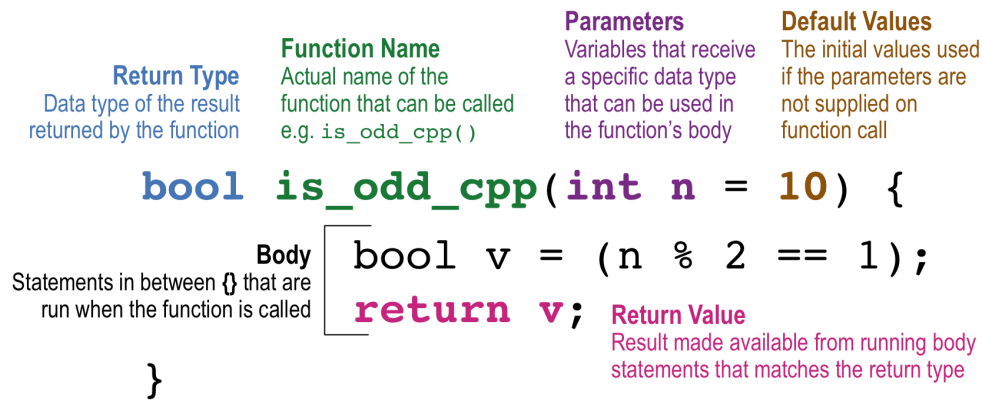 Return Type
Data type of the result
returned by the function
Function Name
Actual name of the
function that can be called
e.g. is_odd_cpp()
Parameters
Variables that receive
a specific data type
that can be used in
the function's body
Default Values
The initial values used
if the parameters are
not supplied on
function call
bool is_odd_cpp(int n = 10) {
Body
Statements in between {} that are
run when the function is called
bool v = (n % 2 == 1);
return v;
Return Value
Result made available from running body
statements that matches the return type
}